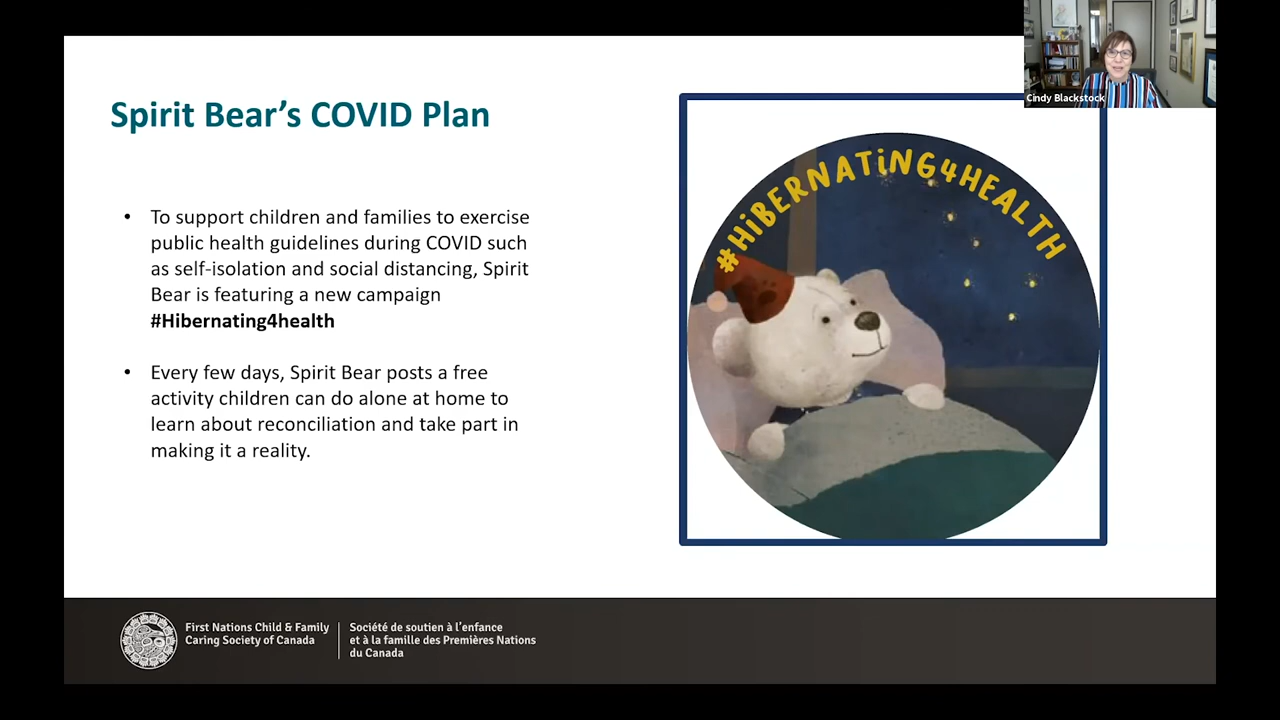 Cindy Blackstock
Spirit Bear’s COVID Plan
#HiBERNATiNG4HEALTH
• To support children and families to exercise
public health guidelines during COVID such
as self-isolation and social distancing, Spirit
Bear is featuring a new campaign
#Hibernating4health
• Every few days, Spirit Bear posts a free
activity children can do alone at home to
learn about reconciliation and take part in
making it a reality.
First Nations Child & Family
Caring Society of Canada
Société de soutien à l’enfance
et à la famille des Premières Nations
du Canada